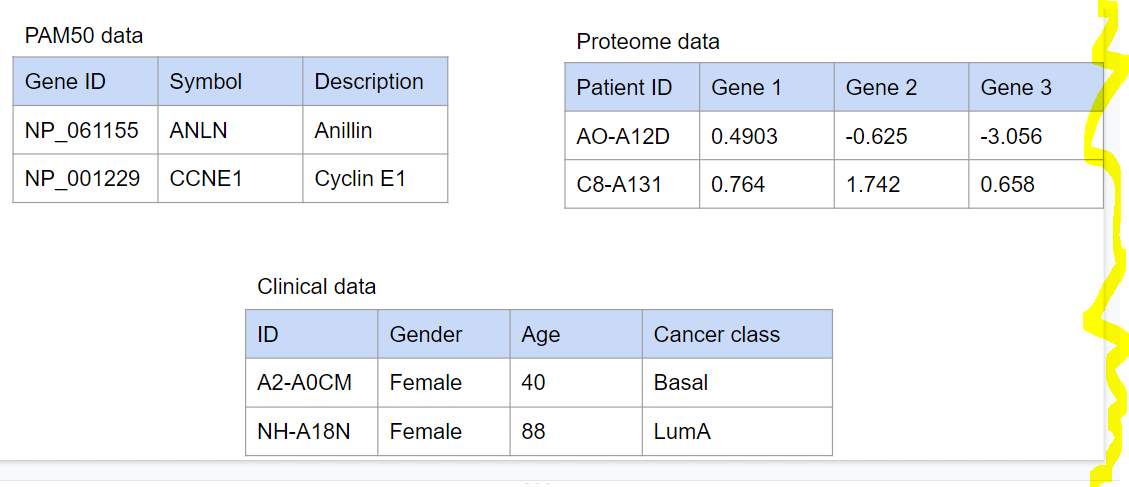 PAM50 data
Gene ID Symbol Description
NP_061155 ANLN Anillin
NP_001229 CCNE1 Cyclin E1
Proteome data
Patient ID Gene 1 Gene 2 Gene 3
AO-A12D 0.4903 -0.625 -3.056
C8-A131 0.764 1.742 0.658
Clinical data
ID Gender Age Cancer class
A2-A0CM Female 40 Basal
NH-A18N Female 88 LumA